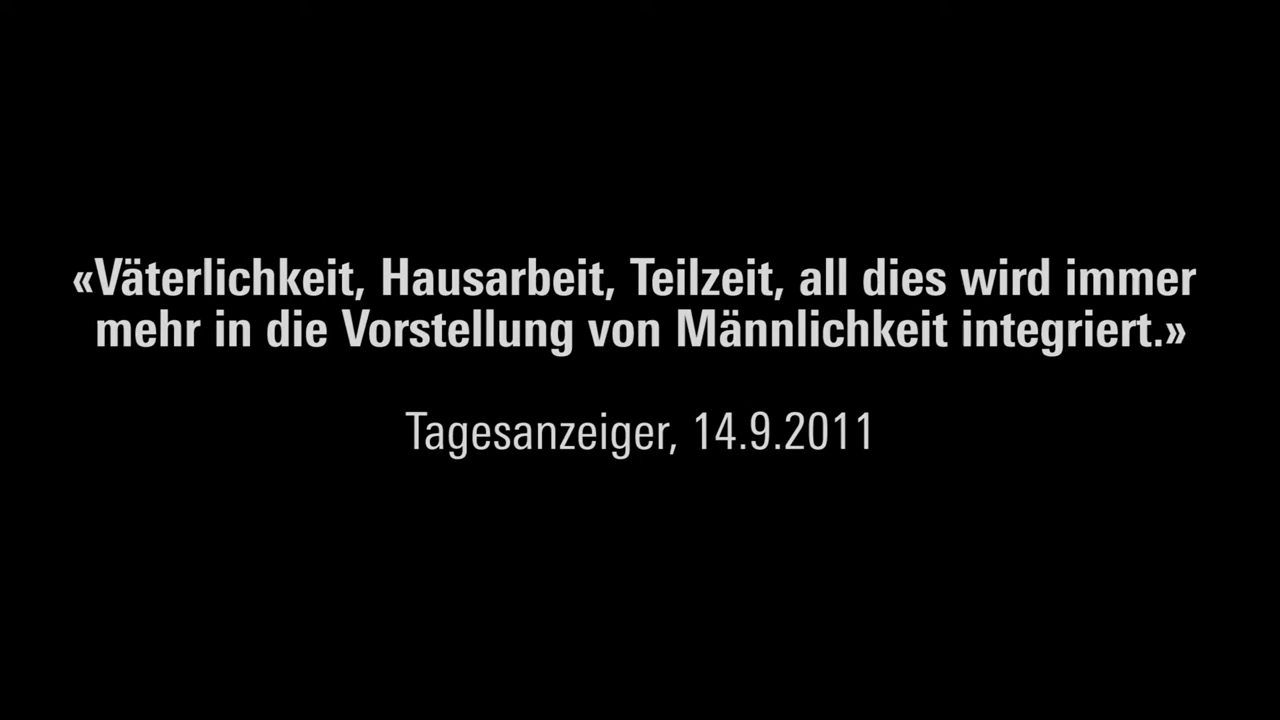 «Väterlichkeit, Hausarbeit, Teilzeit, all dies wird immer
mehr in die Vorstellung von Männlichkeit integriert.»
Tagesanzeiger, 14.9.2011